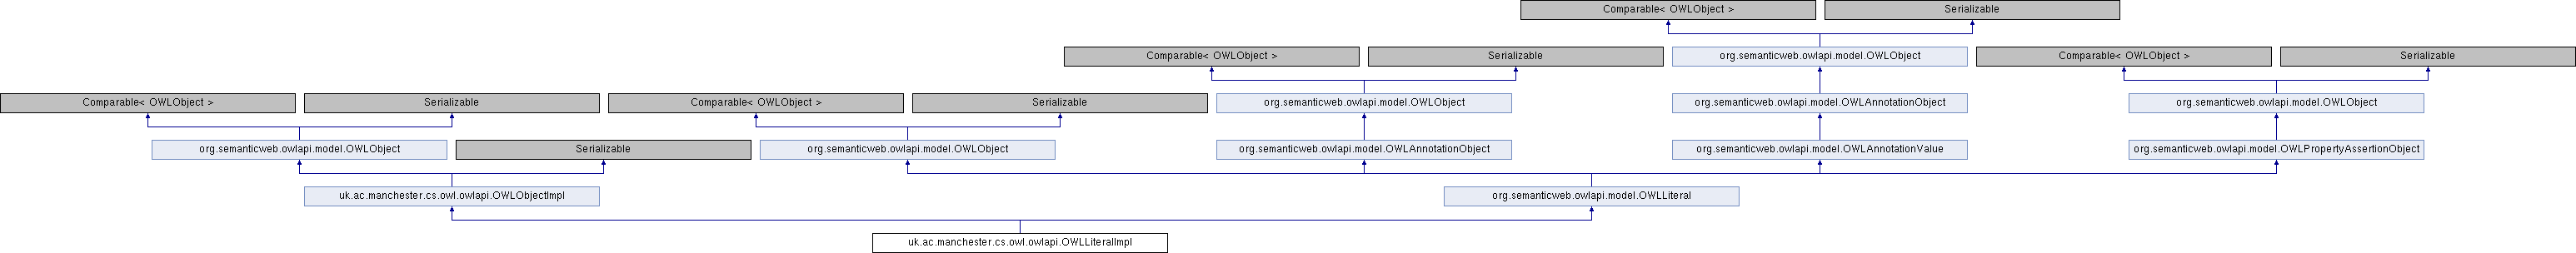 Comparable< OWLObject >
Serializable
Comparable< OWLObject >
Serializable
org.semanticweb.owlapi.model.OWLObject
Comparable< OWLObject >
Serializable
Comparable< OWLObject >
Serializable
Comparable< OWLObject >
Serializable
org.semanticweb.owlapi.model.OWLObject
org.semanticweb.owlapi.model.OWLAnnotationObject
org.semanticweb.owlapi.model.OWLObject
org.semanticweb.owlapi.model.OWLObject
Serializable
org.semanticweb.owlapi.model.OWLObject
org.semanticweb.owlapi.model.OWLAnnotationObject
org.semanticweb.owlapi.model.OWLAnnotationValue
org.semanticweb.owlapi.model.OWLPropertyAssertionObject
uk.ac.manchester.cs.owl.owlapi.OWLObjectImpl
org.semanticweb.owlapi.model.OWLLiteral
uk.ac.manchester.cs.owl.owlapi.OWLLiteralImpl